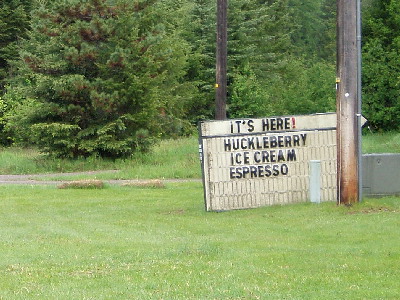 IT'S HERE!
HUCKLEBERRY
ICE CREAM
ESPRESSO